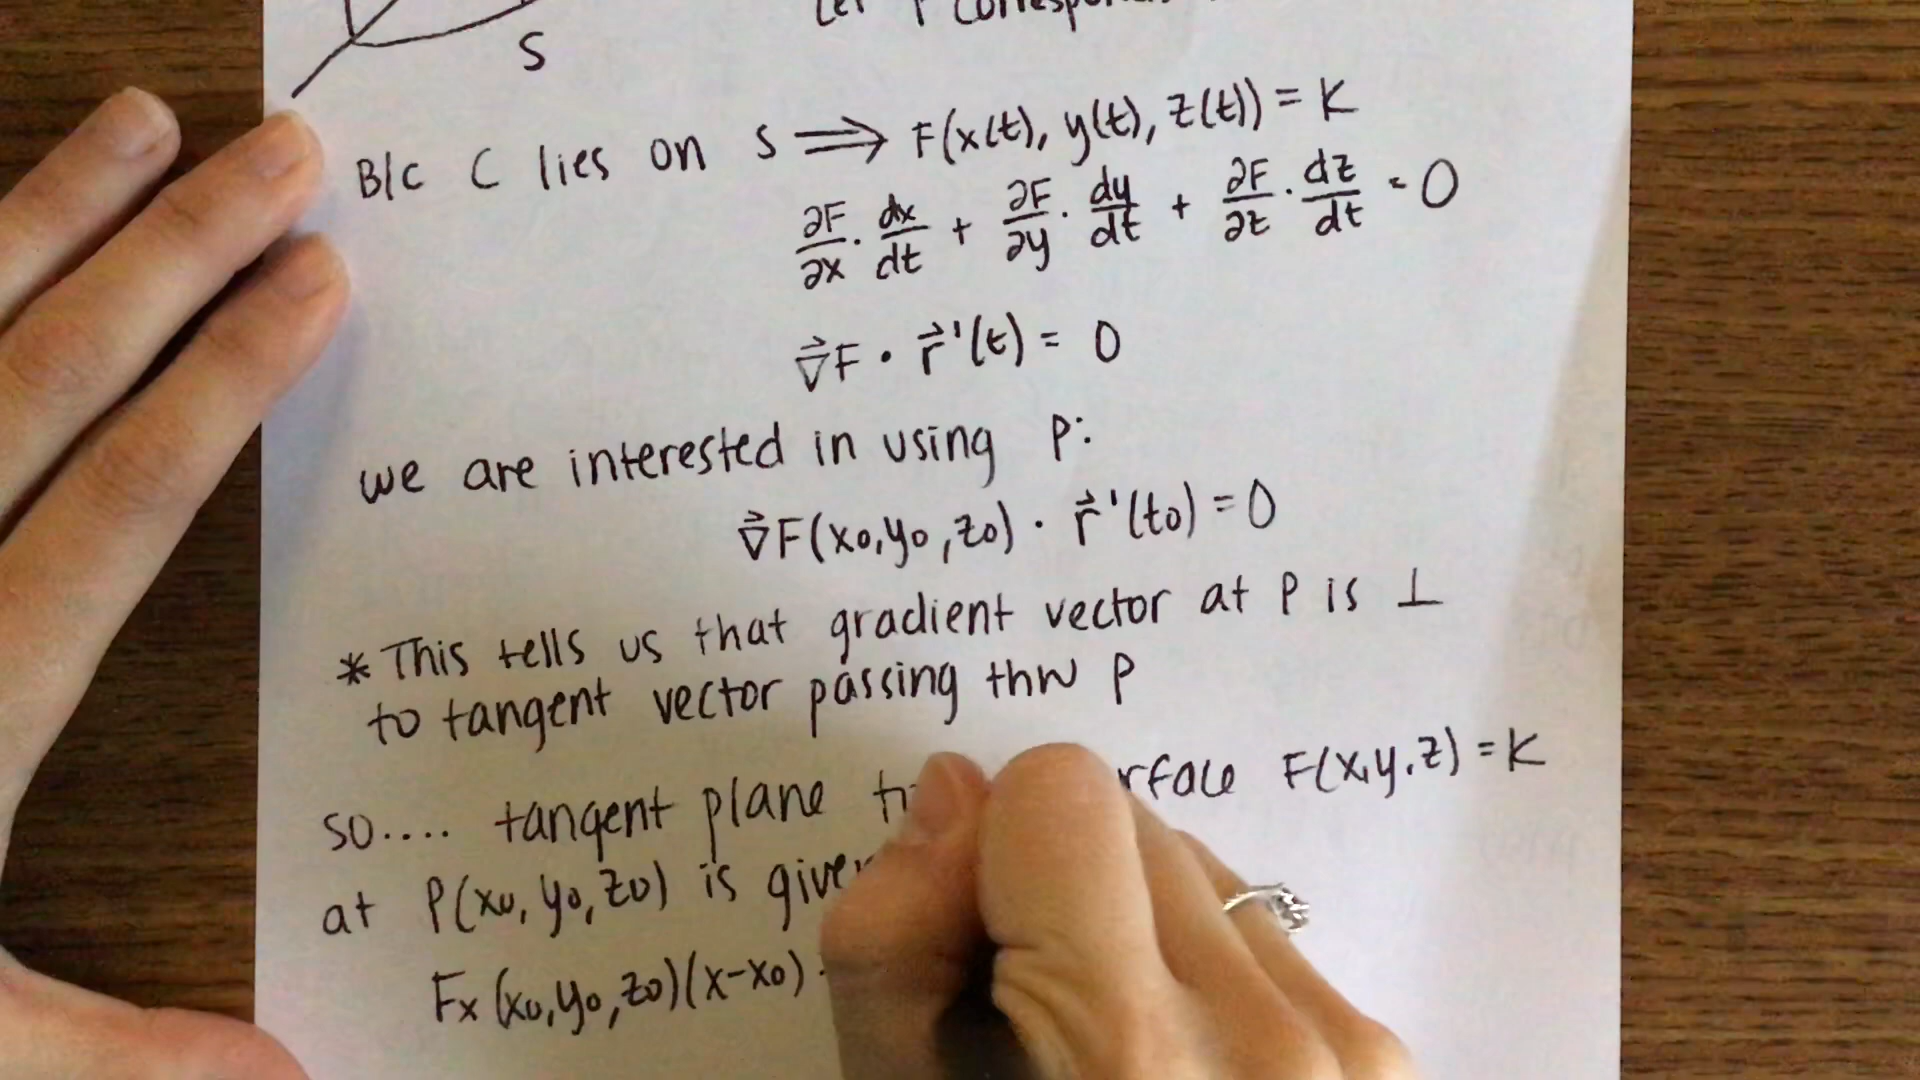 S
B/c C lies on S ⟹ F(x(t), y(t), z(t)) = K
∂F/∂x · dx/dt + ∂F/∂y · dy/dt + ∂F/∂z · dz/dt = 0
∇⃗F · r⃗'(t) = 0
we are interested in using P:
∇⃗F(x0, y0, z0) · r⃗'(t0) = 0
* This tells us that gradient vector at P is ⊥
to tangent vector passing thru P
so.... tangent plane F(x, y, z) = K
at P(x0, y0, z0) is
Fx (x0, y0, z0)(x-x0)